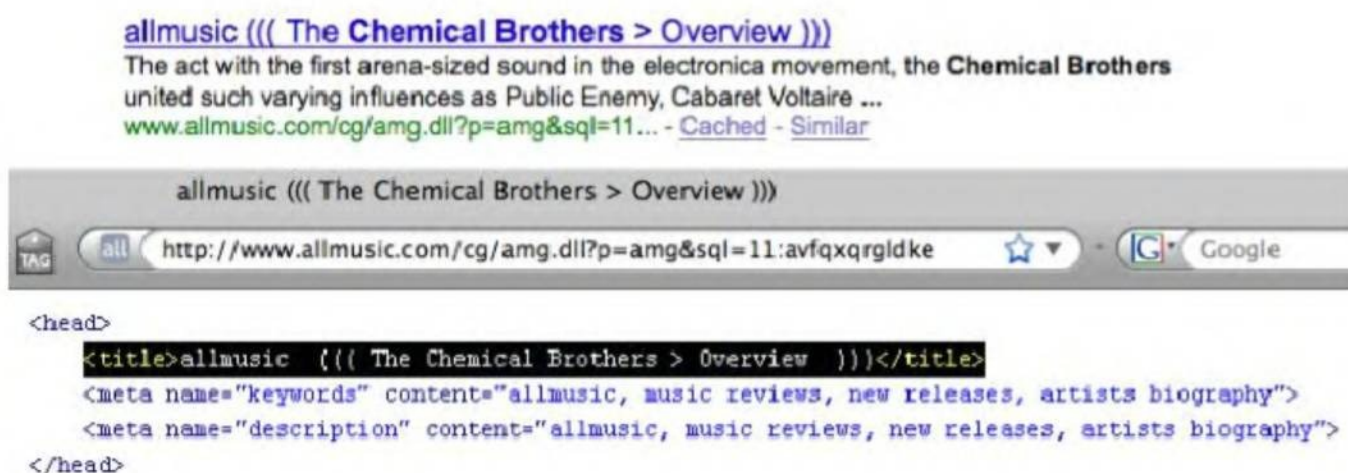 allmusic ((( The Chemical Brothers > Overview )))
The act with the first arena-sized sound in the electronica movement, the Chemical Brothers
united such varying influences as Public Enemy, Cabaret Voltaire ...
www.allmusic.com/cg/amg.dll?p=amg&sql=11... - Cached - Similar
allmusic ((( The Chemical Brothers > Overview )))
TAG all http://www.allmusic.com/cg/amg.dll?p=amg&sql=11:avfqxqrgldke G Google
<head>
<title>allmusic ((( The Chemical Brothers > Overview )))</title>
<meta name="keywords" content="allmusic, music reviews, new releases, artists biography">
<meta name="description" content="allmusic, music reviews, new releases, artists biography">
</head>